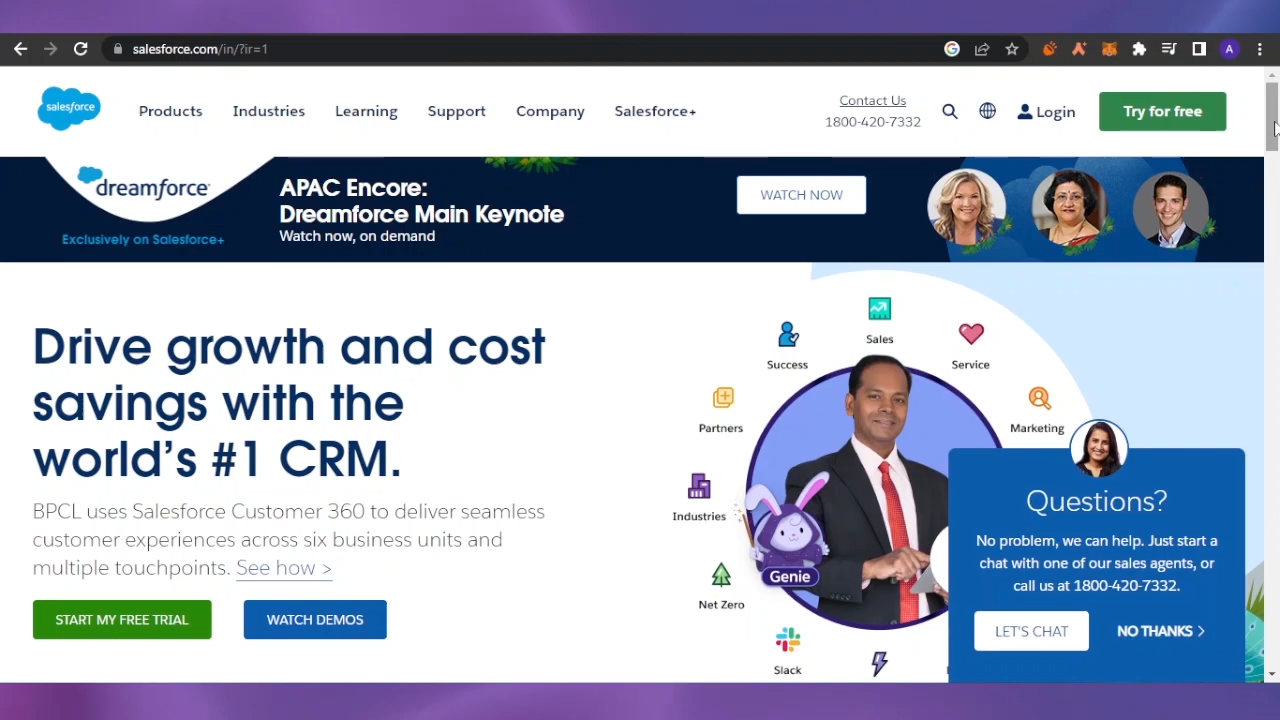 salesforce.com/in/?ir=1
A
salesforce
Products
Industries
Learning
Support
Company
Salesforce+
Contact Us
1800-420-7332
Login
Try for free
dreamforce
Exclusively on Salesforce+
APAC Encore:
Dreamforce Main Keynote
Watch now, on demand
WATCH NOW
Drive growth and cost
savings with the
world's #1 CRM.
BPCL uses Salesforce Customer 360 to deliver seamless
customer experiences across six business units and
multiple touchpoints. See how >
START MY FREE TRIAL
WATCH DEMOS
Sales
Success
Service
Partners
Marketing
Industries
Genie
Net Zero
Slack
Questions?
No problem, we can help. Just start a
chat with one of our sales agents, or
call us at 1800-420-7332.
LET'S CHAT
NO THANKS >